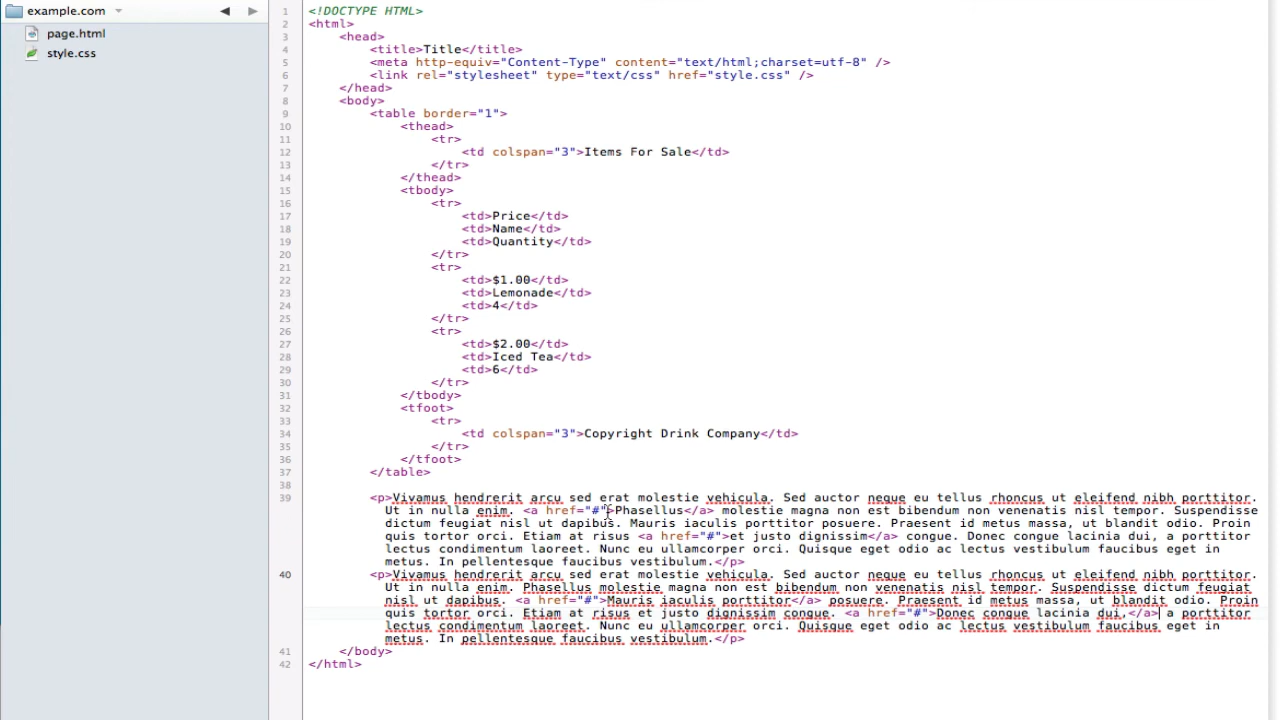 example.com
page.html
style.css
1 <!DOCTYPE HTML>
2 <html>
3 <head>
4 <title>Title</title>
5 <meta http-equiv="Content-Type" content="text/html;charset=utf-8" />
6 <link rel="stylesheet" type="text/css" href="style.css" />
7 </head>
8 <body>
9 <table border="1">
10 <thead>
11 <tr>
12 <td colspan="3">Items For Sale</td>
13 </tr>
14 </thead>
15 <tbody>
16 <tr>
17 <td>Price</td>
18 <td>Name</td>
19 <td>Quantity</td>
20 </tr>
21 <tr>
22 <td>$1.00</td>
23 <td>Lemonade</td>
24 <td>4</td>
25 </tr>
26 <tr>
27 <td>$2.00</td>
28 <td>Iced Tea</td>
29 <td>6</td>
30 </tr>
31 </tbody>
32 <tfoot>
33 <tr>
34 <td colspan="3">Copyright Drink Company</td>
35 </tr>
36 </tfoot>
37 </table>
38
39 <p>Vivamus hendrerit arcu sed erat molestie vehicula. Sed auctor neque eu tellus rhoncus ut eleifend nibh porttitor.
Ut in nulla enim. <a href="#">Phasellus</a> molestie magna non est bibendum non venenatis nisl tempor. Suspendisse
dictum feugiat nisl ut dapibus. Mauris iaculis porttitor posuere. Praesent id metus massa, ut blandit odio. Proin
quis tortor orci. Etiam at risus <a href="#">et justo dignissim</a> congue. Donec congue lacinia dui, a porttitor
lectus condimentum laoreet. Nunc eu ullamcorper orci. Quisque eget odio ac lectus vestibulum faucibus eget in
metus. In pellentesque faucibus vestibulum.</p>
40 <p>Vivamus hendrerit arcu sed erat molestie vehicula. Sed auctor neque eu tellus rhoncus ut eleifend nibh porttitor.
Ut in nulla enim. Phasellus molestie magna non est bibendum non venenatis nisl tempor. Suspendisse dictum feugiat
nisl ut dapibus. <a href="#">Mauris iaculis porttitor</a> posuere. Praesent id metus massa, ut blandit odio. Proin
quis tortor orci. Etiam at risus et justo dignissim congue. <a href="#">Donec congue lacinia dui,</a> a porttitor
lectus condimentum laoreet. Nunc eu ullamcorper orci. Quisque eget odio ac lectus vestibulum faucibus eget in
metus. In pellentesque faucibus vestibulum.</p>
41 </body>
42 </html>